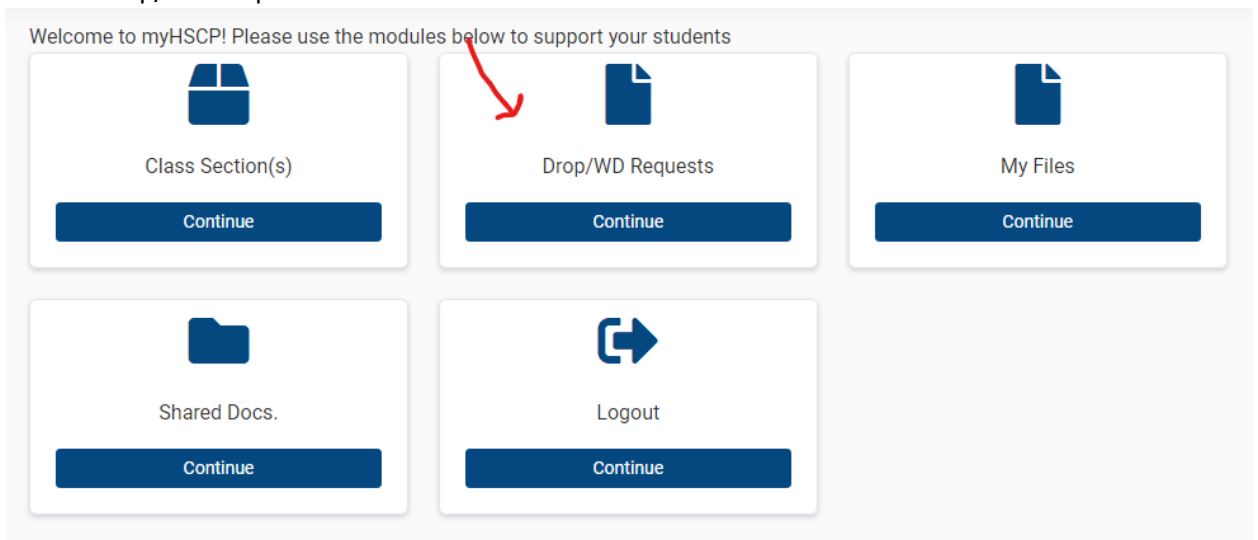 Welcome to myHSCP! Please use the modules below to support your students
Class Section(s)
Continue
Drop/WD Requests
Continue
My Files
Continue
Shared Docs.
Continue
Logout
Continue